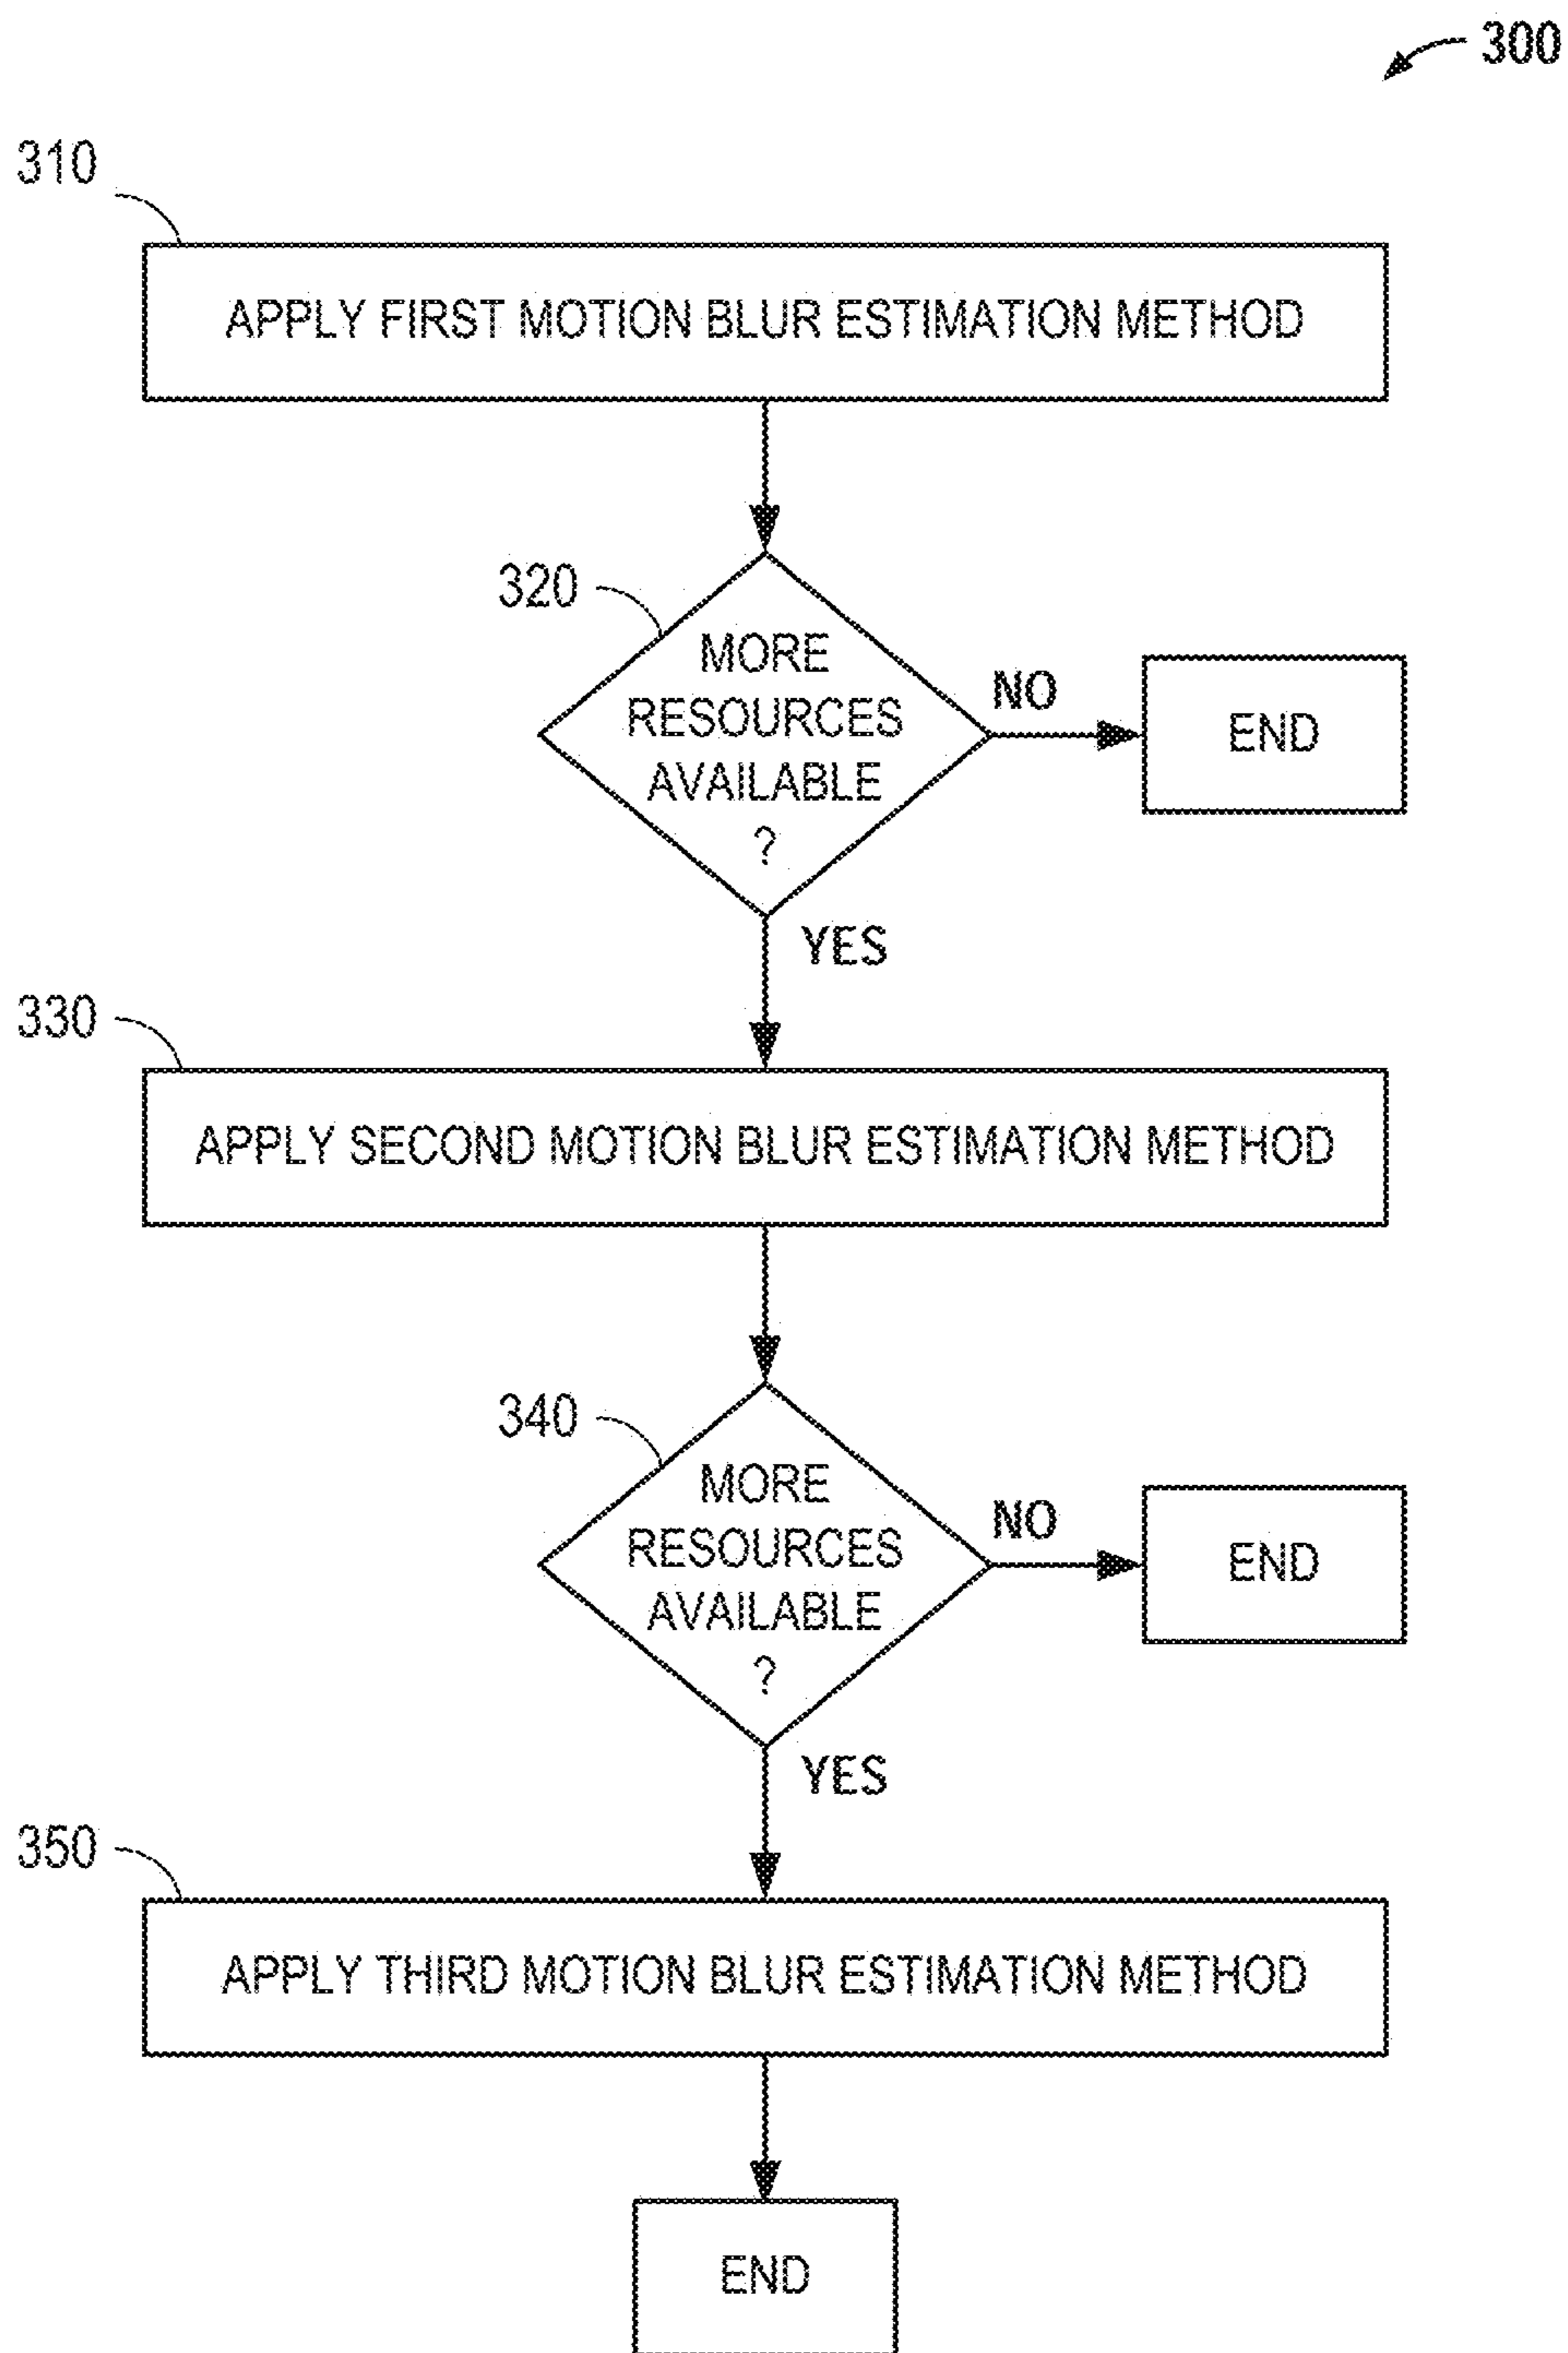 300
310
APPLY FIRST MOTION BLUR ESTIMATION METHOD
320
MORE
RESOURCES
AVAILABLE
?
NO
END
YES
330
APPLY SECOND MOTION BLUR ESTIMATION METHOD
340
MORE
RESOURCES
AVAILABLE
?
NO
END
YES
350
APPLY THIRD MOTION BLUR ESTIMATION METHOD
END